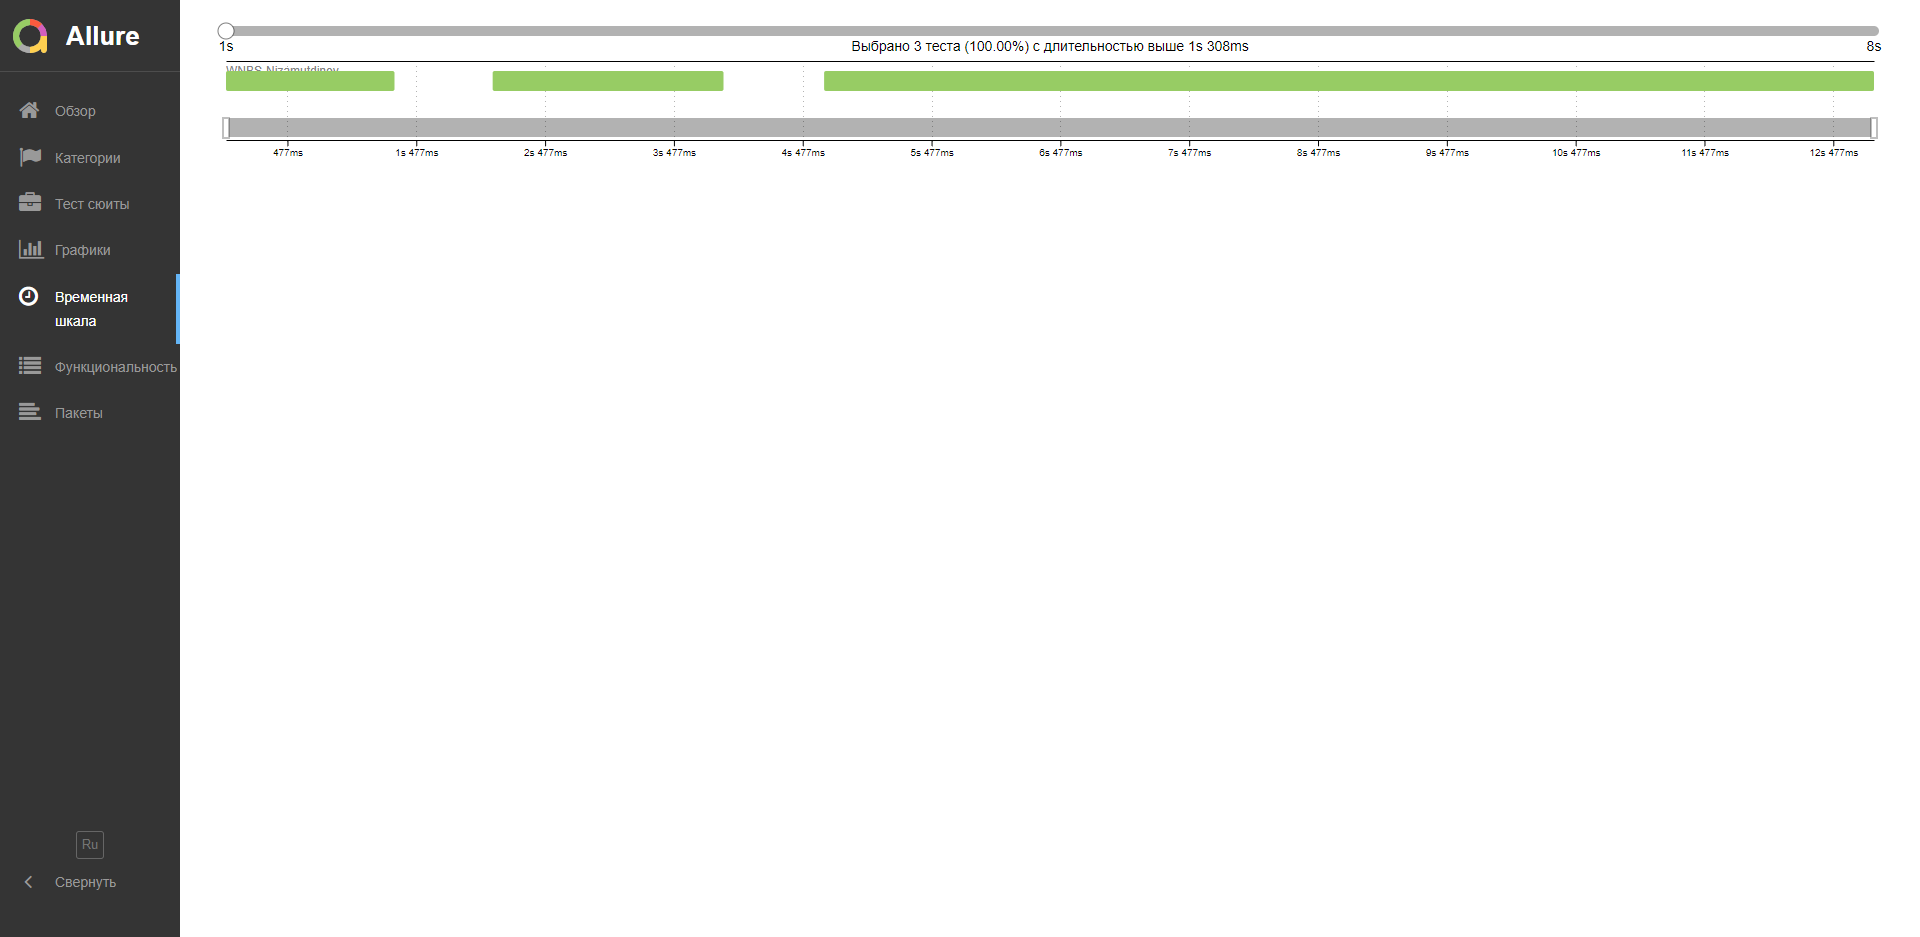 Allure
Обзор
Категории
Тест сюиты
Графики
Временная
шкала
Функциональность
Пакеты
Ru
Свернуть
1s
Выбрано 3 теста (100.00%) с длительностью выше 1s 308ms
8s
WNBS-Nizamutdinov
477ms
1s 477ms
2s 477ms
3s 477ms
4s 477ms
5s 477ms
6s 477ms
7s 477ms
8s 477ms
9s 477ms
10s 477ms
11s 477ms
12s 477ms